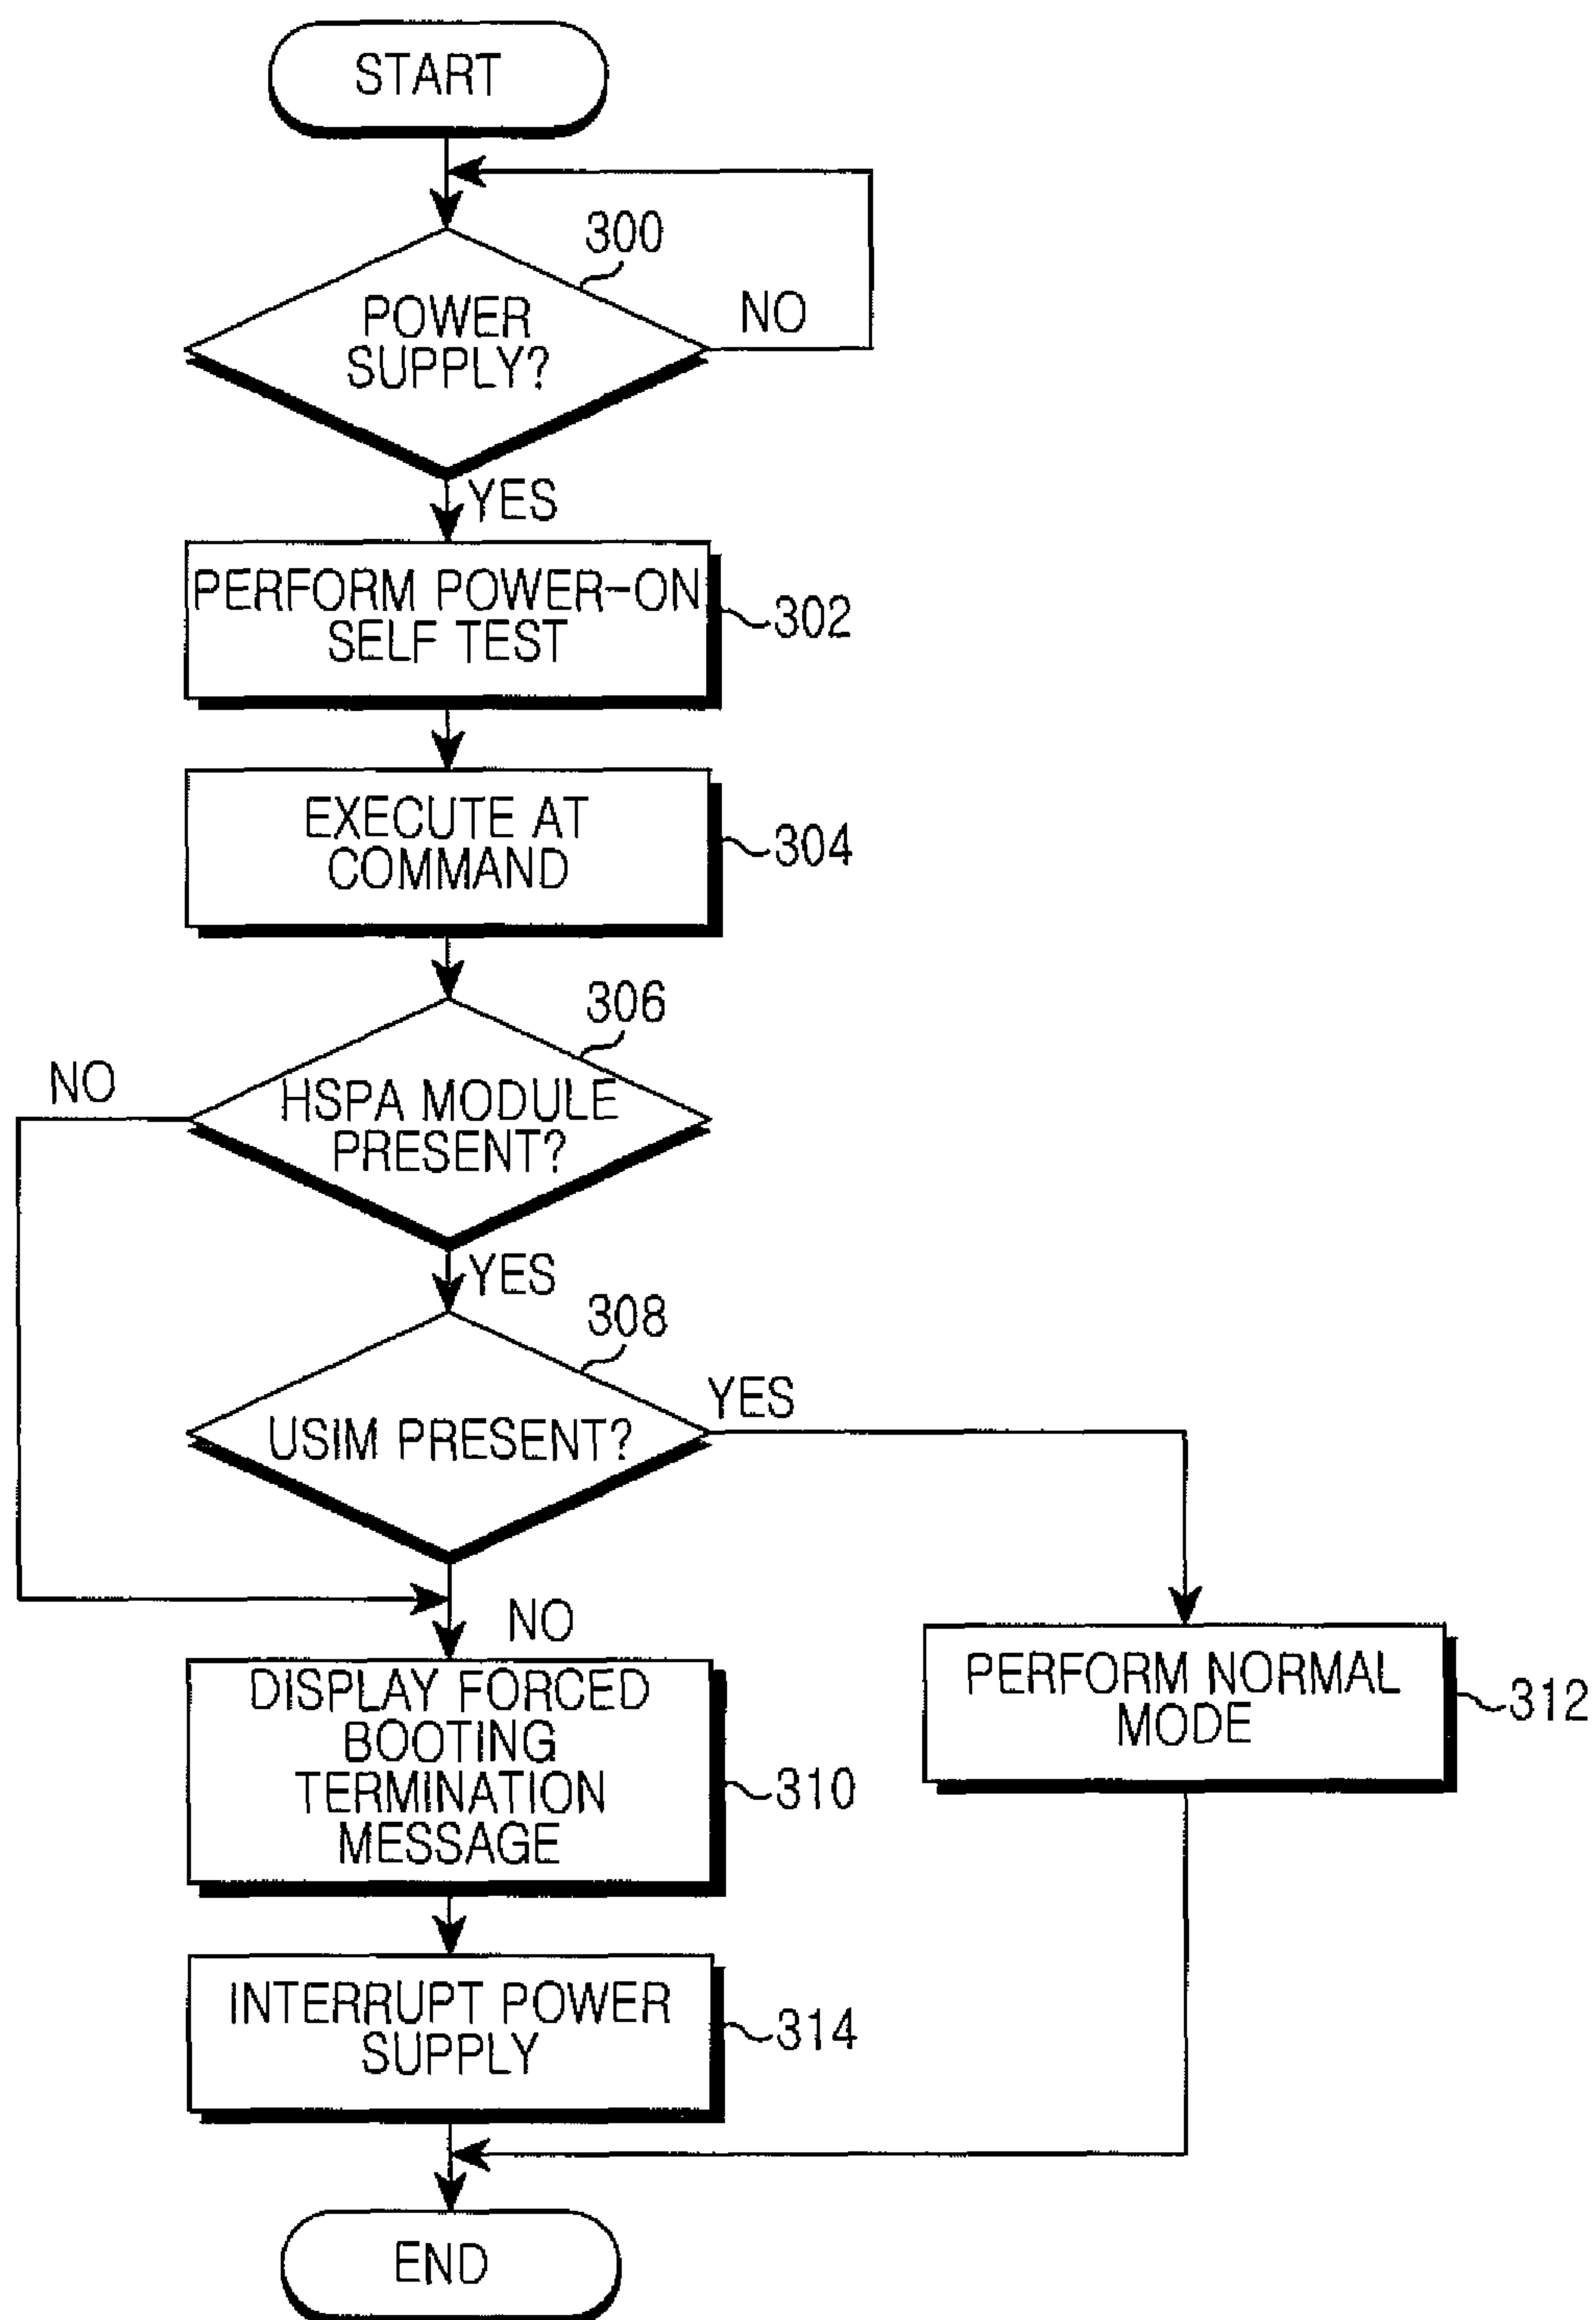 START
300
POWER
SUPPLY?
NO
YES
PERFORM POWER-ON
SELF TEST
302
EXECUTE AT
COMMAND
304
306
NO
HSPA MODULE
PRESENT?
YES
308
YES
USIM PRESENT?
NO
DISPLAY FORCED
BOOTING
TERMINATION
MESSAGE
310
PERFORM NORMAL
MODE
312
INTERRUPT POWER
SUPPLY
314
END